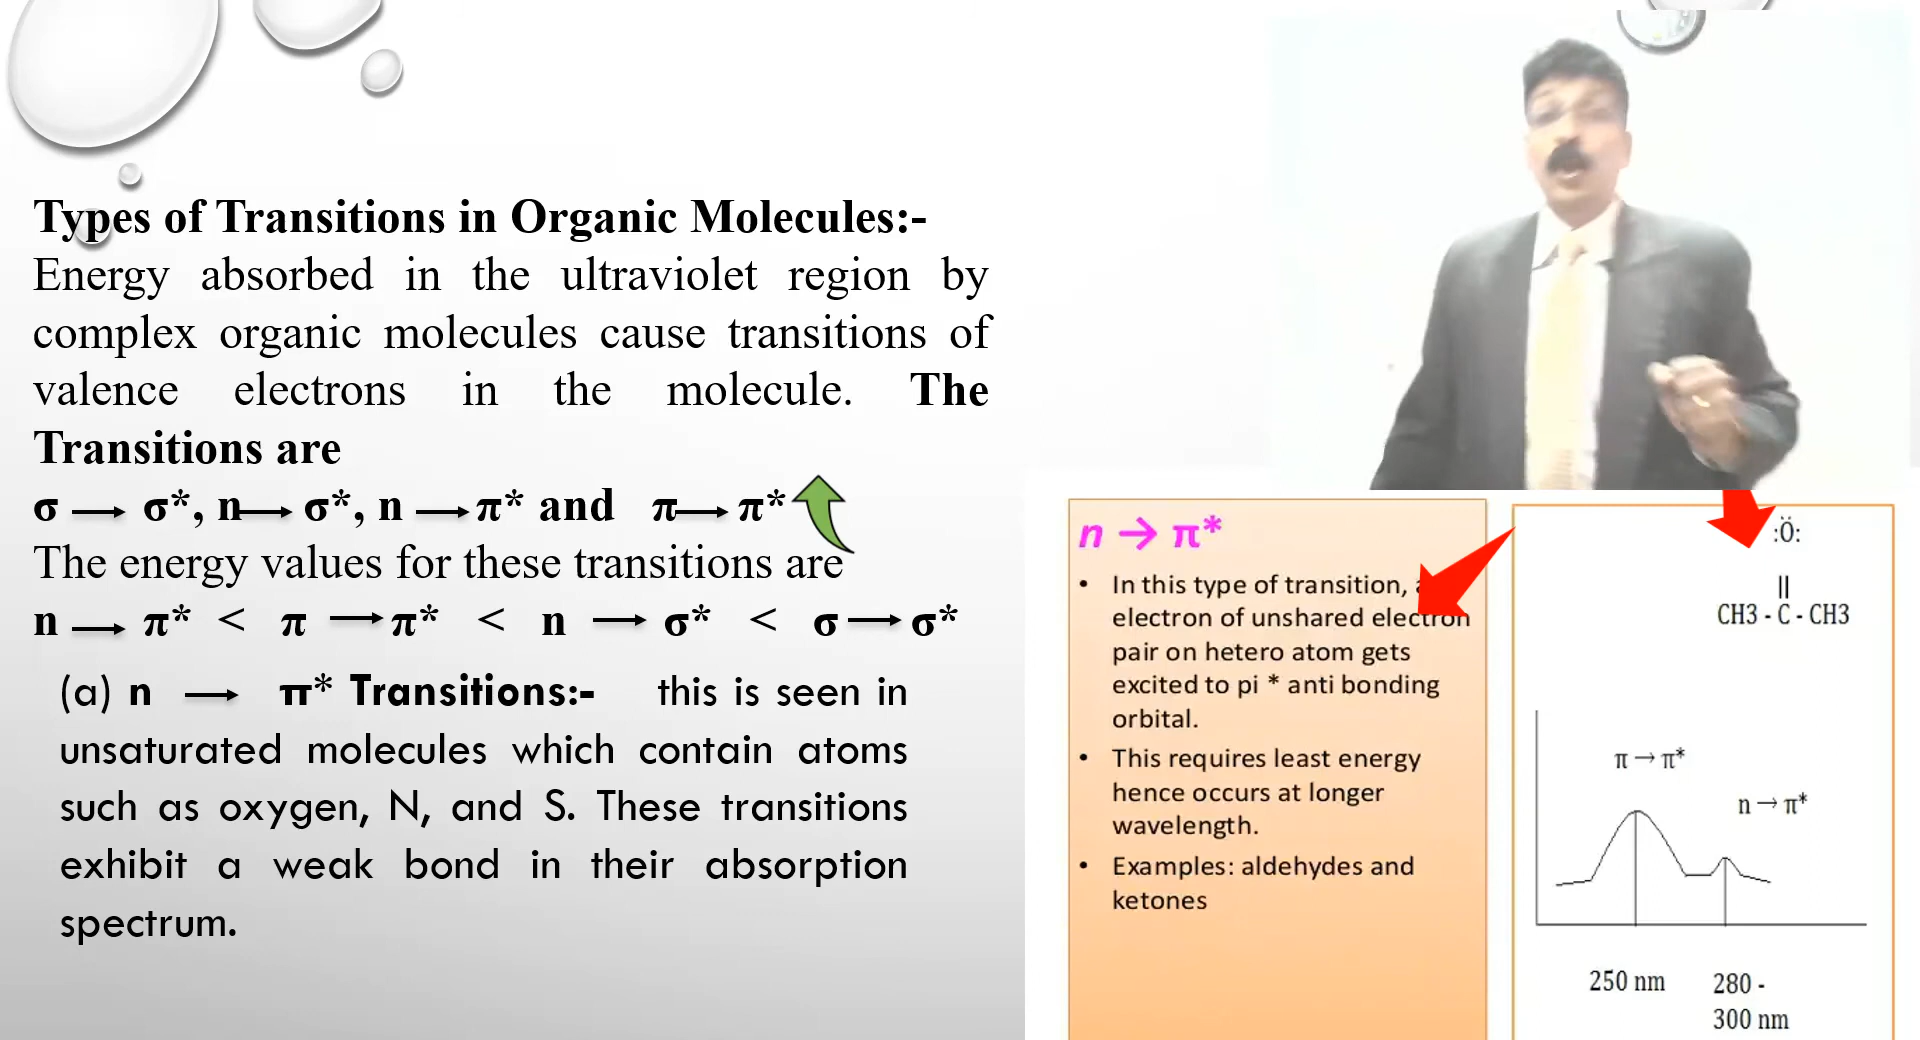 Types of Transitions in Organic Molecules:-
Energy absorbed in the ultraviolet region by
complex organic molecules cause transitions of
valence electrons in the molecule. The
Transitions are
σ → σ*, n→ σ*, n →π* and π→ π*
The energy values for these transitions are
n → π* < π →π* < n → σ* < σ→ σ*
(a) n → π* Transitions:- this is seen in
unsaturated molecules which contain atoms
such as oxygen, N, and S. These transitions
exhibit a weak bond in their absorption
spectrum.
n → π*
• In this type of transition,
electron of unshared electron
pair on hetero atom gets
excited to pi * anti bonding
orbital.
• This requires least energy
hence occurs at longer
wavelength.
• Examples: aldehydes and
ketones
:Ö:
||
CH3 - C - CH3
π → π*
n → π*
250 nm
280 -
300 nm